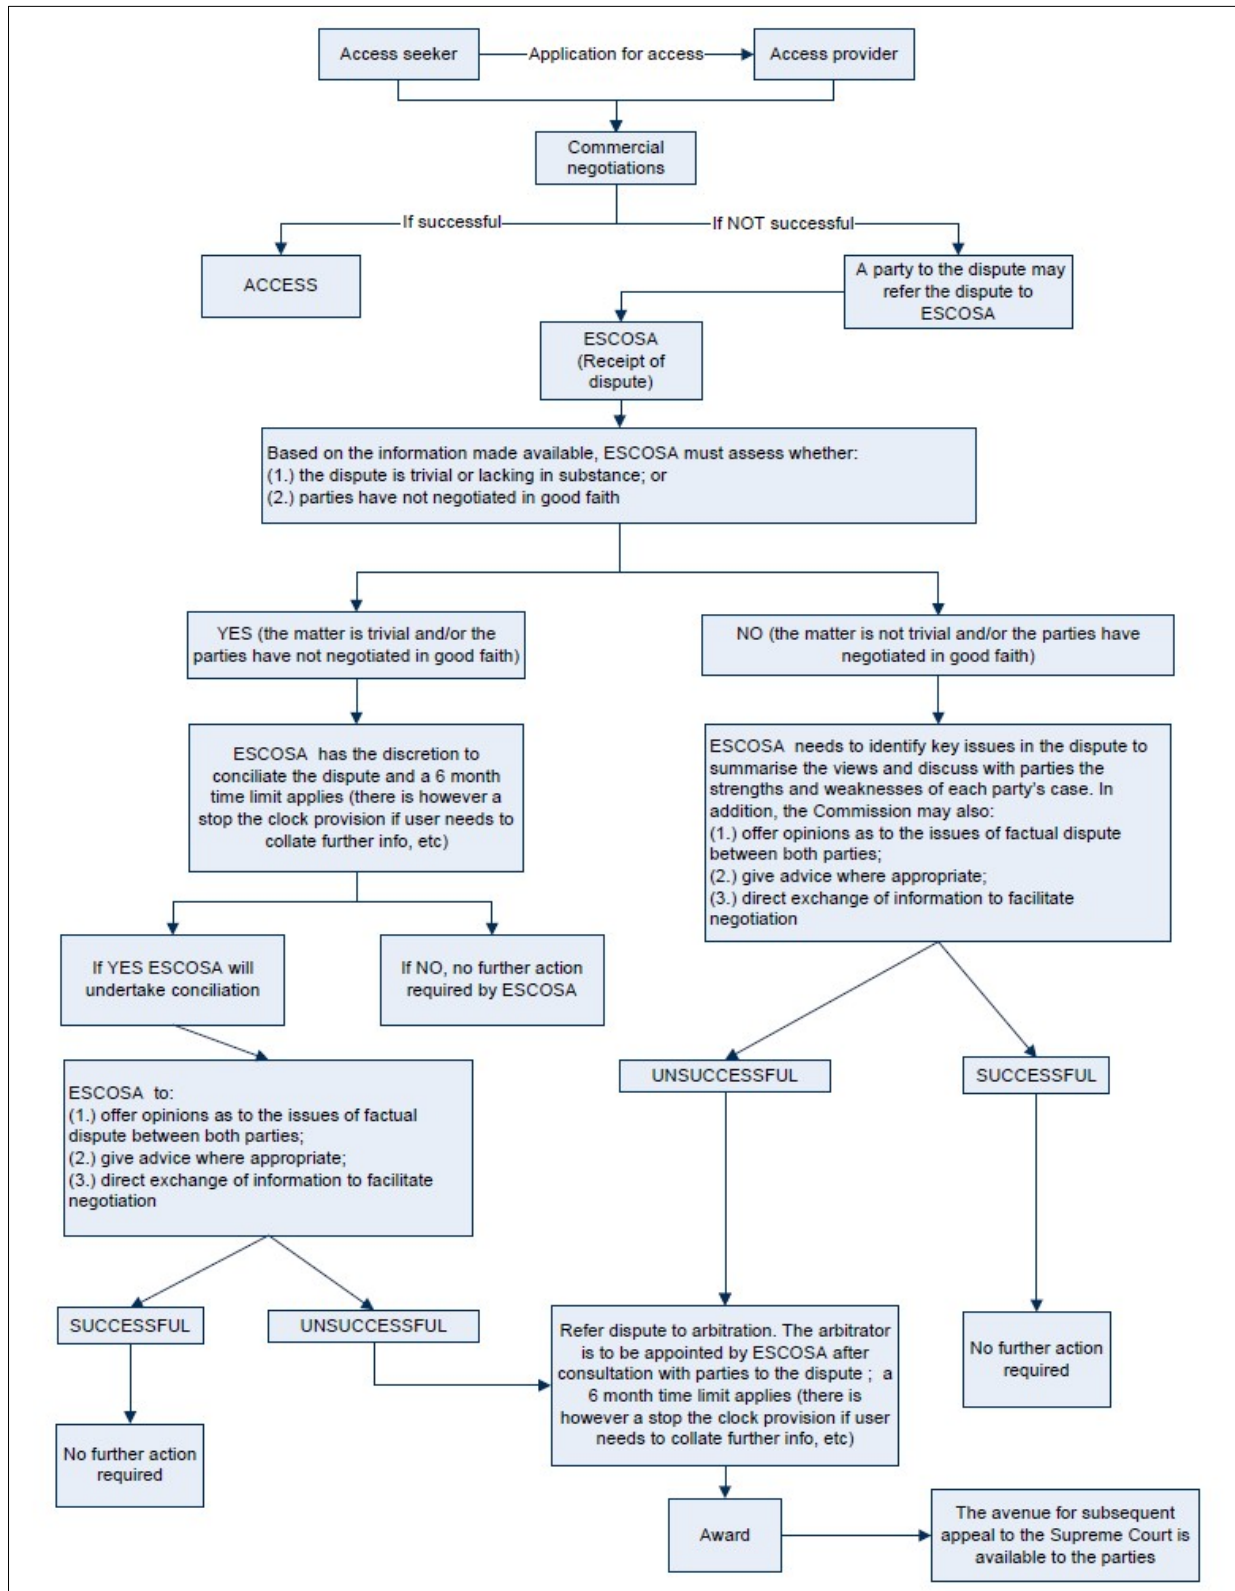 Access seeker
Application for access
Access provider
Commercial
negotiations
If successful
If NOT successful
ACCESS
A party to the dispute may
refer the dispute to
ESCOSA
ESCOSA
(Receipt of
dispute)
Based on the information made available, ESCOSA must assess whether:
(1.) the dispute is trivial or lacking in substance; or
(2.) parties have not negotiated in good faith
YES (the matter is trivial and/or the
parties have not negotiated in good faith)
NO (the matter is not trivial and/or the parties have
negotiated in good faith)
ESCOSA  has the discretion to
conciliate the dispute and a 6 month
time limit applies (there is however a
stop the clock provision if user needs to
collate further info, etc)
ESCOSA  needs to identify key issues in the dispute to
summarise the views and discuss with parties the
strengths and weaknesses of each party's case. In
addition, the Commission may also:
(1.) offer opinions as to the issues of factual dispute
between both parties;
(2.) give advice where appropriate;
(3.) direct exchange of information to facilitate
negotiation
If YES ESCOSA will
undertake conciliation
If NO, no further action
required by ESCOSA
UNSUCCESSFUL
SUCCESSFUL
ESCOSA  to:
(1.) offer opinions as to the issues of factual
dispute between both parties;
(2.) give advice where appropriate;
(3.) direct exchange of information to facilitate
negotiation
SUCCESSFUL
UNSUCCESSFUL
Refer dispute to arbitration. The arbitrator
is to be appointed by ESCOSA after
consultation with parties to the dispute ;  a
6 month time limit applies (there is
however a stop the clock provision if user
needs to collate further info, etc)
No further action
required
No further action
required
Award
The avenue for subsequent
appeal to the Supreme Court is
available to the parties